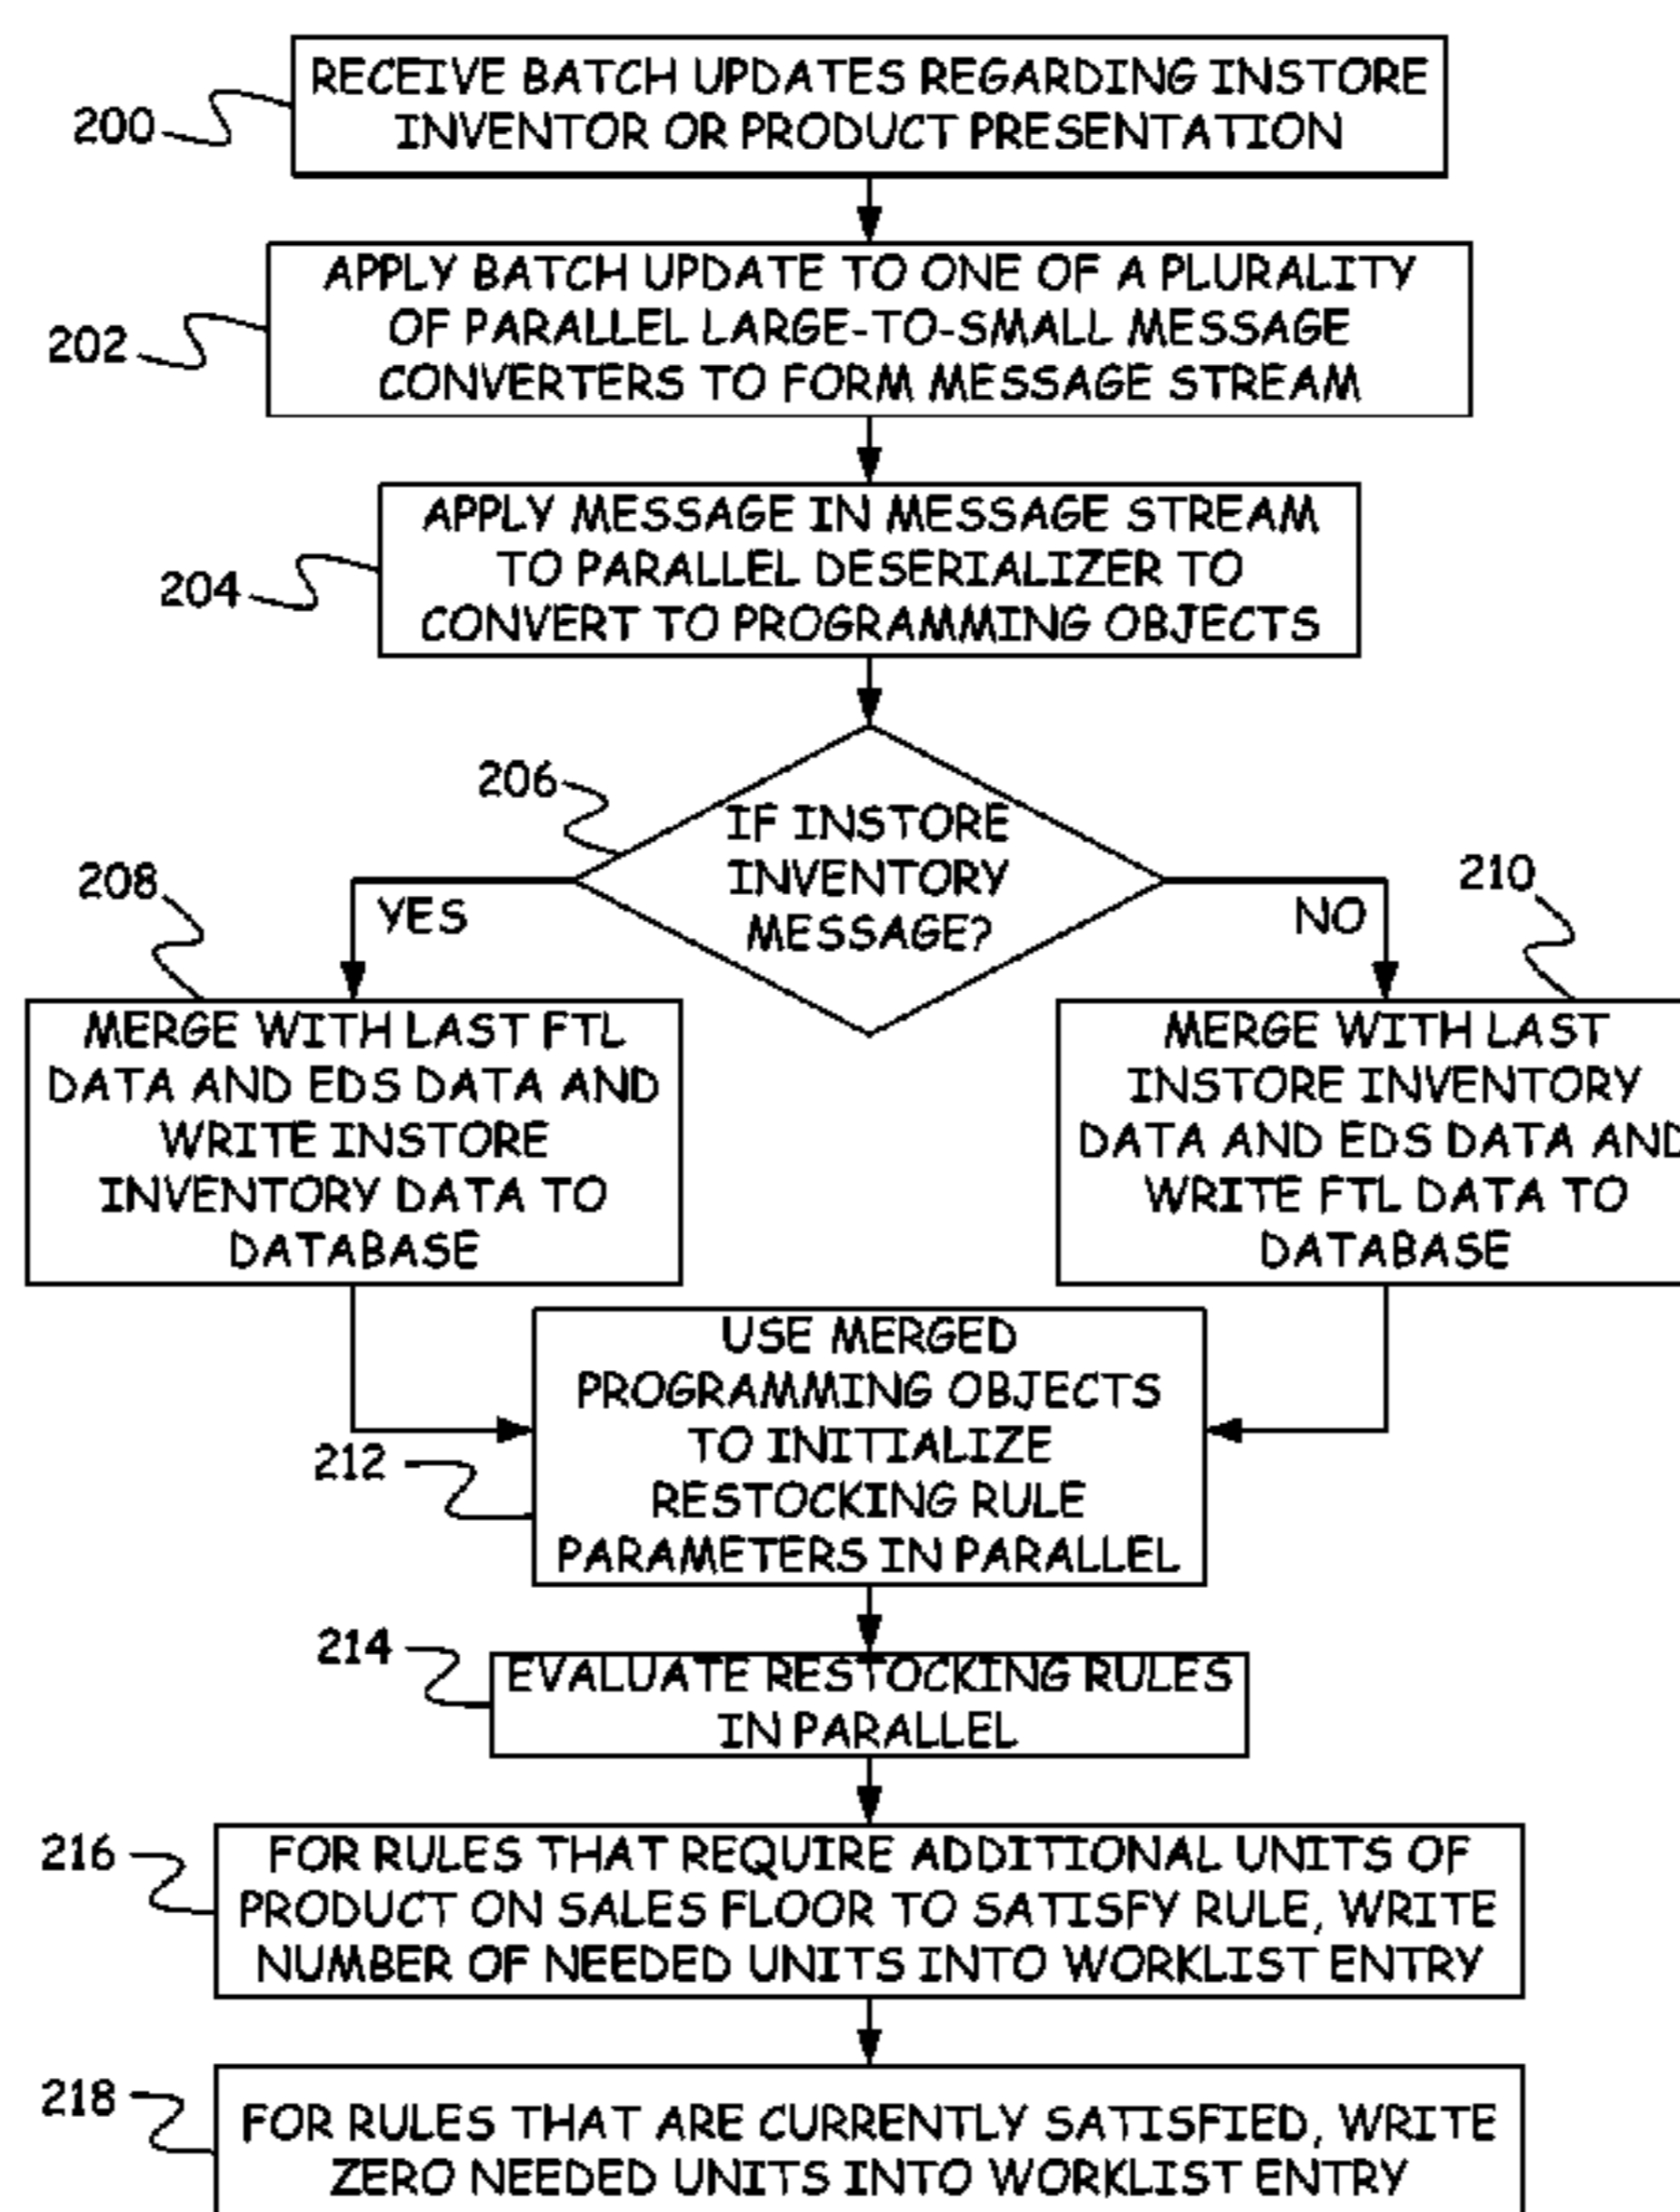 200
RECEIVE BATCH UPDATES REGARDING INSTORE
INVENTOR OR PRODUCT PRESENTATION
202
APPLY BATCH UPDATE TO ONE OF A PLURALITY
OF PARALLEL LARGE-TO-SMALL MESSAGE
CONVERTERS TO FORM MESSAGE STREAM
204
APPLY MESSAGE IN MESSAGE STREAM
TO PARALLEL DESERIALIZER TO
CONVERT TO PROGRAMMING OBJECTS
206
IF INSTORE
INVENTORY
MESSAGE?
YES
NO
208
MERGE WITH LAST FTL
DATA AND EDS DATA AND
WRITE INSTORE
INVENTORY DATA TO
DATABASE
210
MERGE WITH LAST
INSTORE INVENTORY
DATA AND EDS DATA AND
WRITE FTL DATA TO
DATABASE
212
USE MERGED
PROGRAMMING OBJECTS
TO INITIALIZE
RESTOCKING RULE
PARAMETERS IN PARALLEL
214
EVALUATE RESTOCKING RULES
IN PARALLEL
216
FOR RULES THAT REQUIRE ADDITIONAL UNITS OF
PRODUCT ON SALES FLOOR TO SATISFY RULE, WRITE
NUMBER OF NEEDED UNITS INTO WORKLIST ENTRY
218
FOR RULES THAT ARE CURRENTLY SATISFIED, WRITE
ZERO NEEDED UNITS INTO WORKLIST ENTRY